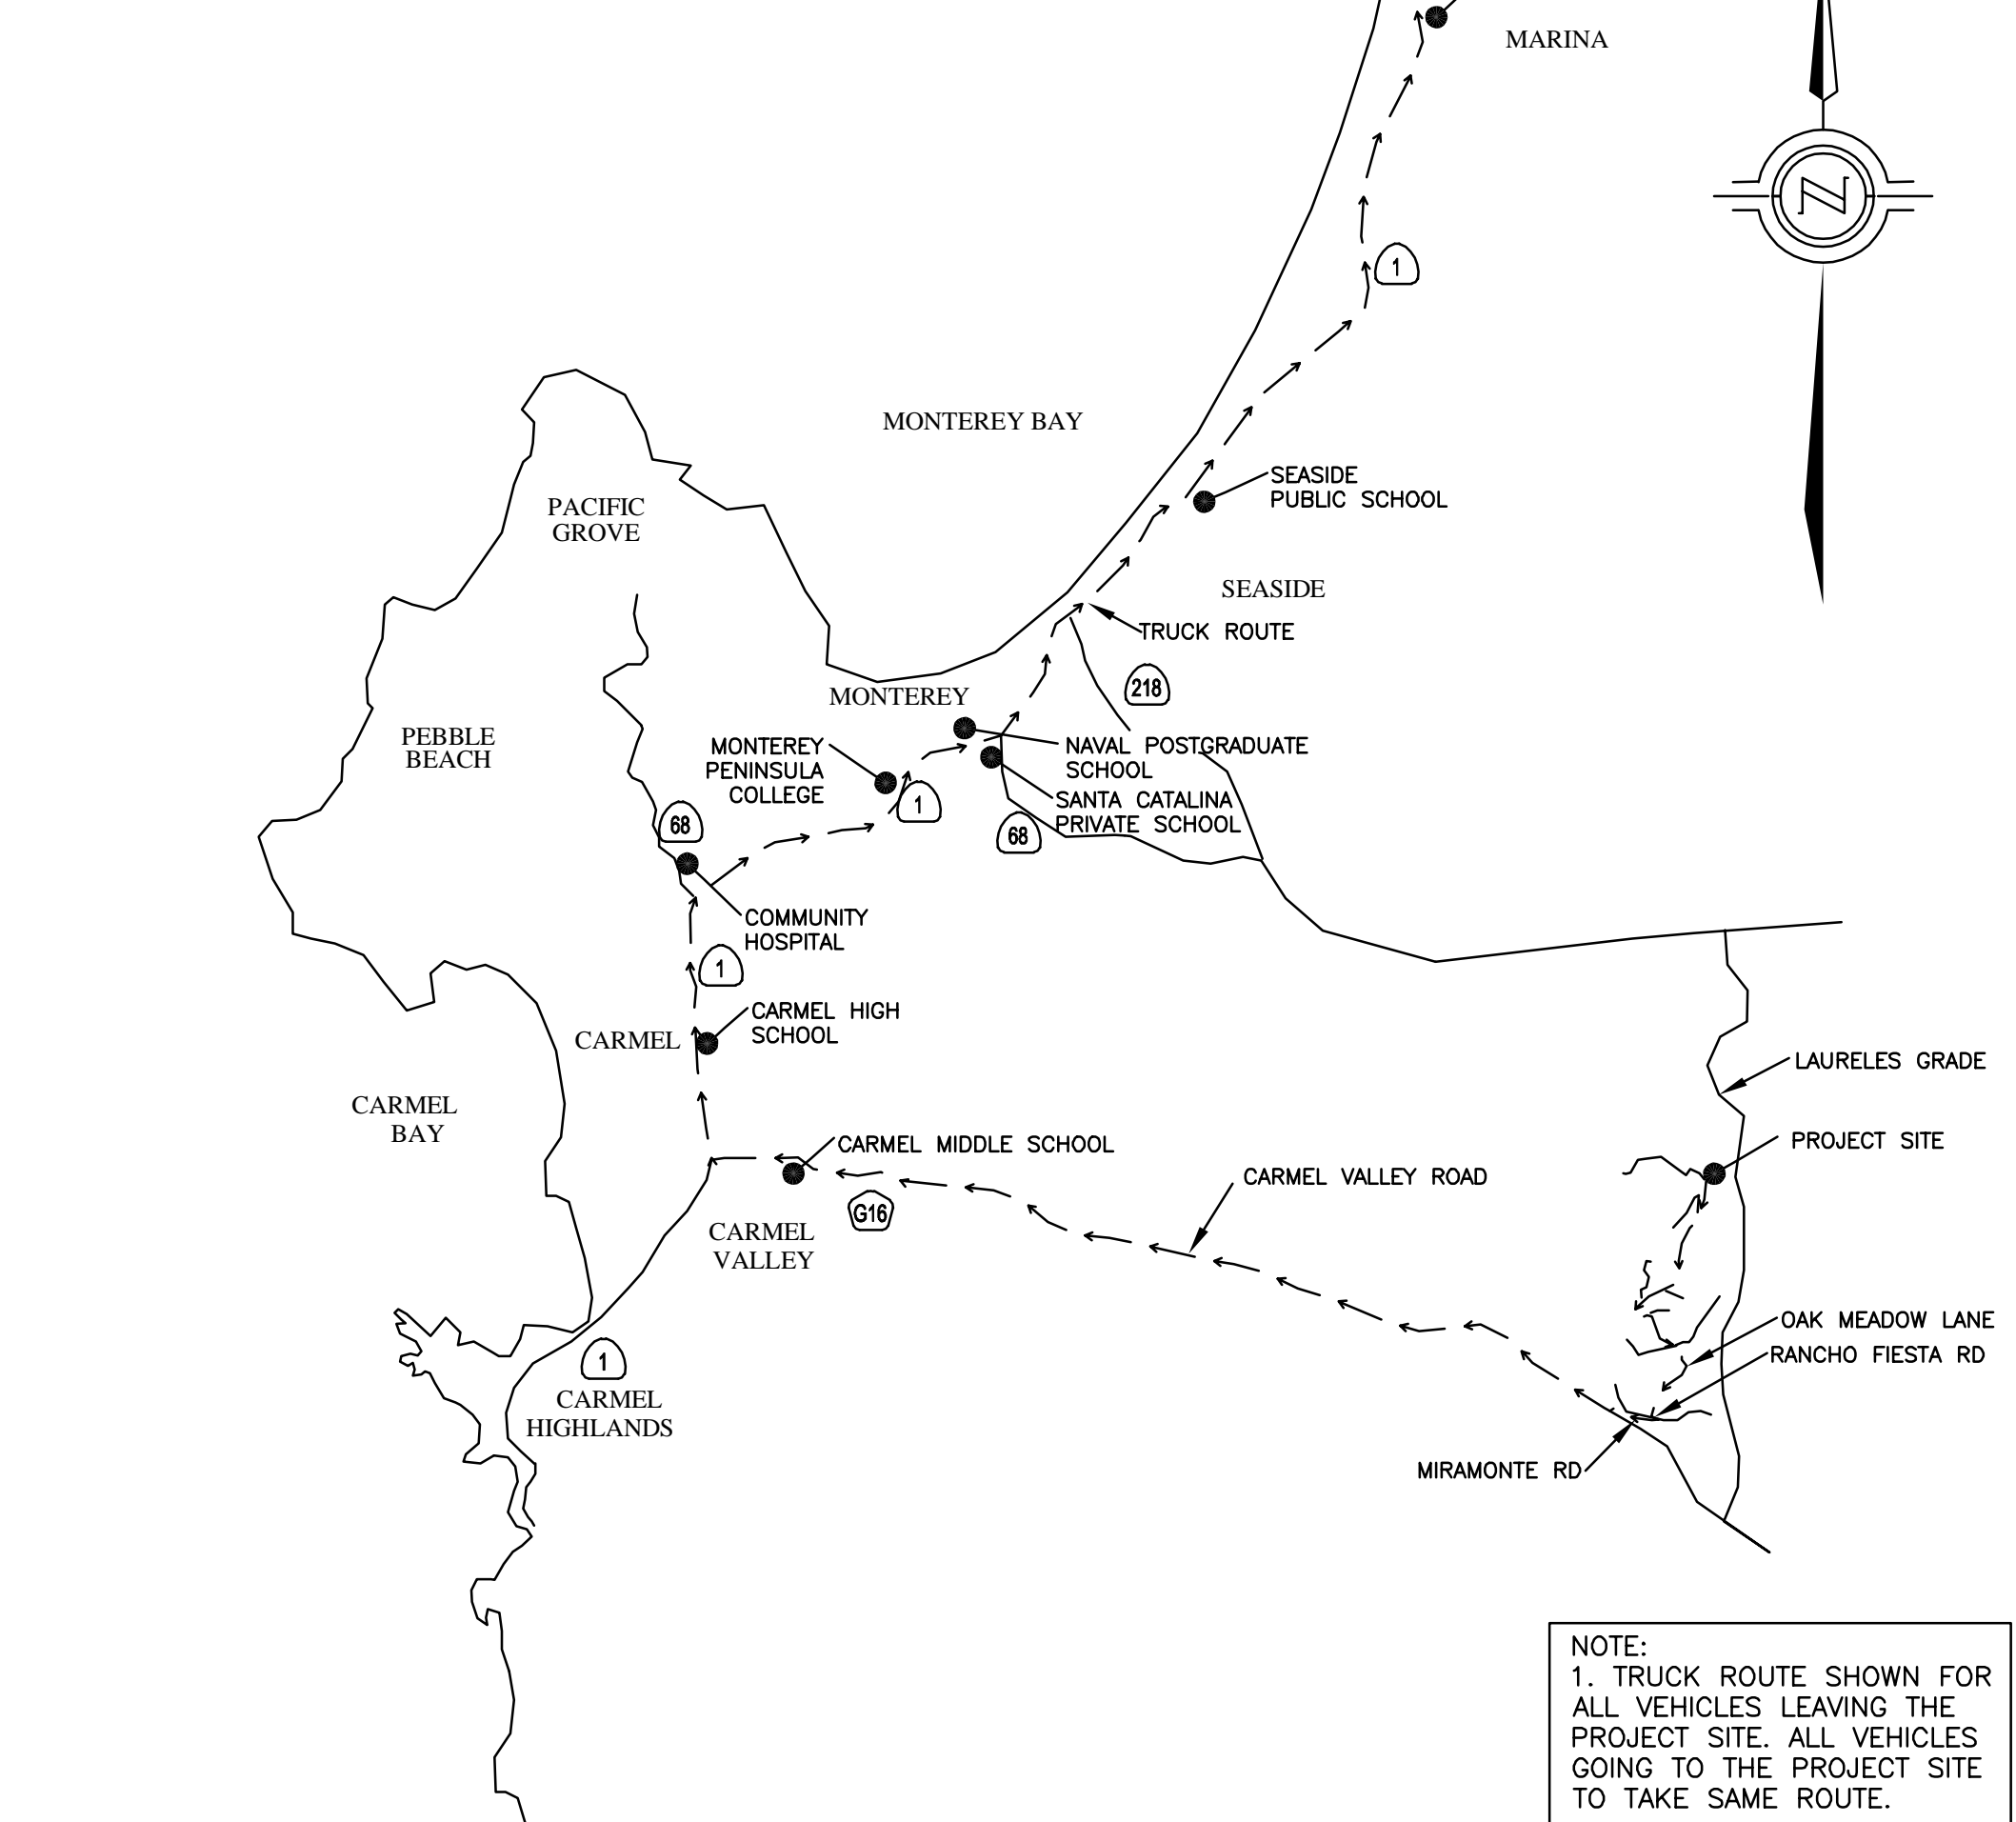 MARINA
N
1
MONTEREY BAY
SEASIDE
PUBLIC SCHOOL
PACIFIC
GROVE
SEASIDE
TRUCK ROUTE
218
MONTEREY
PEBBLE
BEACH
MONTEREY
PENINSULA
COLLEGE
NAVAL POSTGRADUATE
SCHOOL
1
SANTA CATALINA
PRIVATE SCHOOL
68
68
COMMUNITY
HOSPITAL
1
CARMEL HIGH
SCHOOL
CARMEL
LAURELES GRADE
CARMEL
BAY
CARMEL MIDDLE SCHOOL
PROJECT SITE
CARMEL VALLEY ROAD
G16
CARMEL
VALLEY
OAK MEADOW LANE
RANCHO FIESTA RD
1
CARMEL
HIGHLANDS
MIRAMONTE RD
NOTE:
1. TRUCK ROUTE SHOWN FOR
ALL VEHICLES LEAVING THE
PROJECT SITE. ALL VEHICLES
GOING TO THE PROJECT SITE
TO TAKE SAME ROUTE.